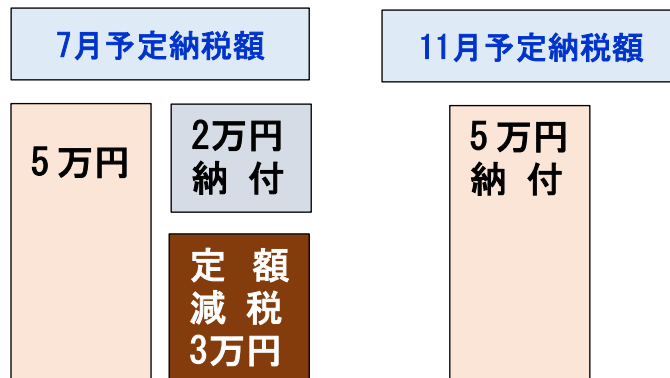 7月予定納税額
11月予定納税額
5万円
2万円
納 付
定 額
減 税
3万円
5万円
納 付